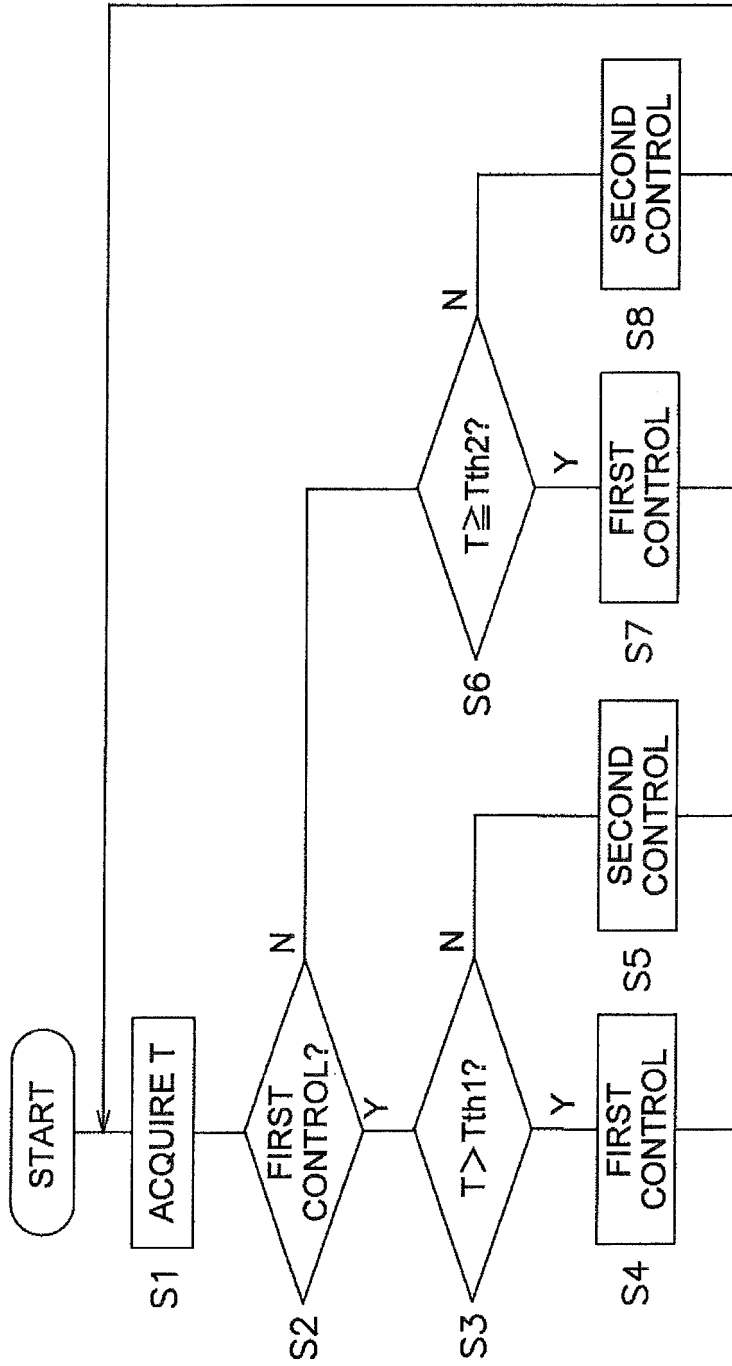 START
S1
ACQUIRE T
S2
FIRST
CONTROL?
N
Y
S3
T>Tth1?
N
Y
S6
T≧Tth2?
N
Y
S4
FIRST
CONTROL
S5
SECOND
CONTROL
S7
FIRST
CONTROL
S8
SECOND
CONTROL